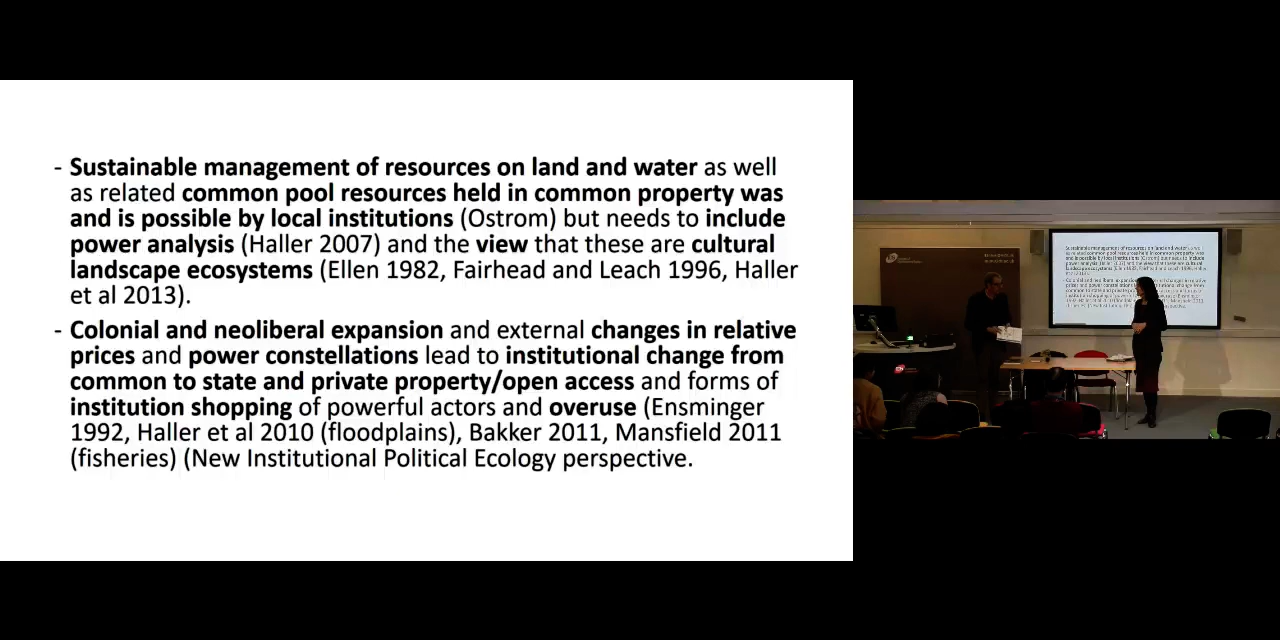 - Sustainable management of resources on land and water as well
as related common pool resources held in common property was
and is possible by local institutions (Ostrom) but needs to include
power analysis (Haller 2007) and the view that these are cultural
landscape ecosystems (Ellen 1982, Fairhead and Leach 1996, Haller
et al 2013).
- Colonial and neoliberal expansion and external changes in relative
prices and power constellations lead to institutional change from
common to state and private property/open access and forms of
institution shopping of powerful actors and overuse (Ensminger
1992, Haller et al 2010 (floodplains), Bakker 2011, Mansfield 2011
(fisheries) (New Institutional Political Ecology perspective.